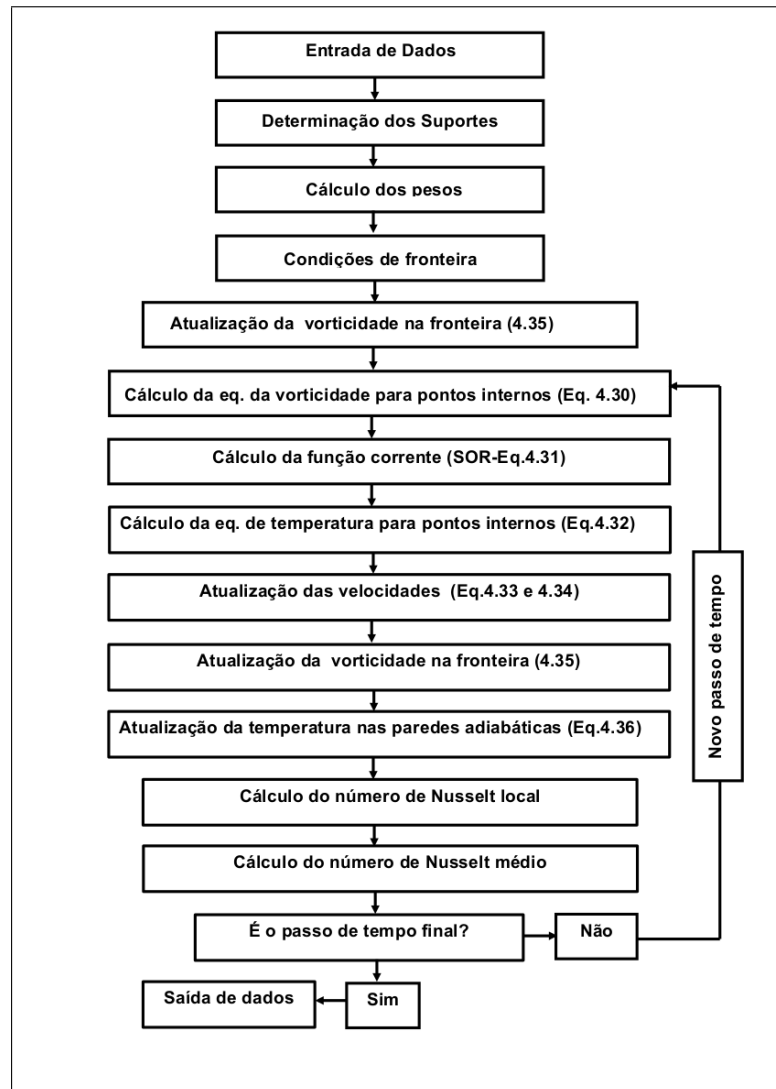 Entrada de Dados
Determinação dos Suportes
Cálculo dos pesos
Condições de fronteira
Atualização da vorticidade na fronteira (4.35)
Cálculo da eq. da vorticidade para pontos internos (Eq. 4.30)
Cálculo da função corrente (SOR-Eq.4.31)
Cálculo da eq. de temperatura para pontos internos (Eq.4.32)
Atualização das velocidades (Eq.4.33 e 4.34)
Atualização da vorticidade na fronteira (4.35)
Atualização da temperatura nas paredes adiabáticas (Eq.4.36)
Cálculo do número de Nusselt local
Cálculo do número de Nusselt médio
É o passo de tempo final?
Não
Novo passo de tempo
Sim
Saída de dados